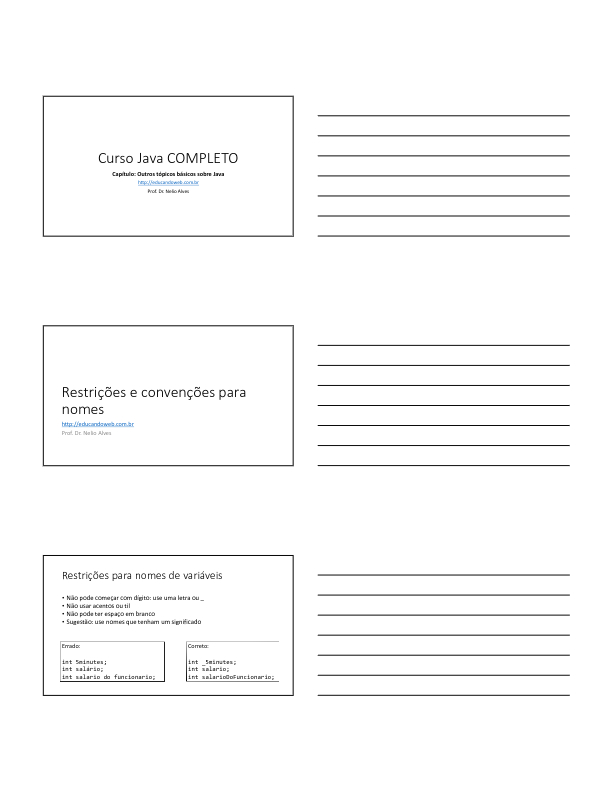 Curso Java COMPLETO
Capítulo: Outros tópicos básicos sobre Java
http://educandoweb.com.br
Prof. Dr. Nelio Alves
Restrições e convenções para
nomes
http://educandoweb.com.br
Prof. Dr. Nelio Alves
Restrições para nomes de variáveis
• Não pode começar com dígito: use uma letra ou _
• Não usar acentos ou til
• Não pode ter espaço em branco
• Sugestão: use nomes que tenham um significado
Errado:
int 5minutes;
int salário;
int salario do funcionario;
Correto:
int _5minutes;
int salario;
int salarioDoFuncionario;